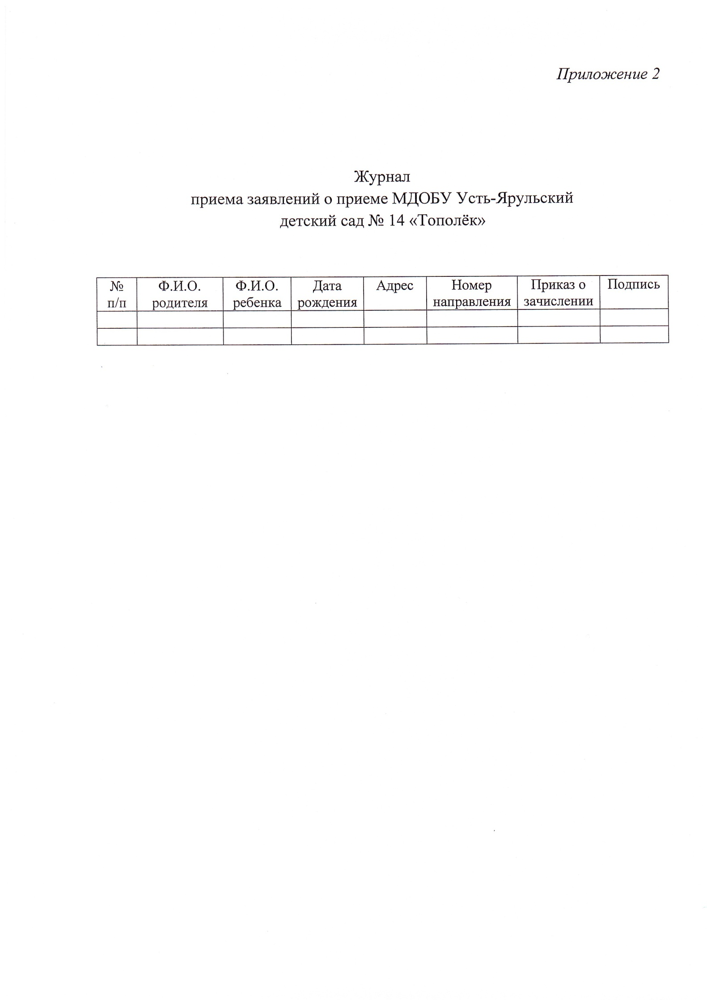 Приложение 2
Журнал
приема заявлений о приеме МДОБУ Усть-Ярульский
детский сад № 14 «Тополёк»
№ п/п Ф.И.О. родителя Ф.И.О. ребенка Дата рождения Адрес Номер направления Приказ о зачислении Подпись